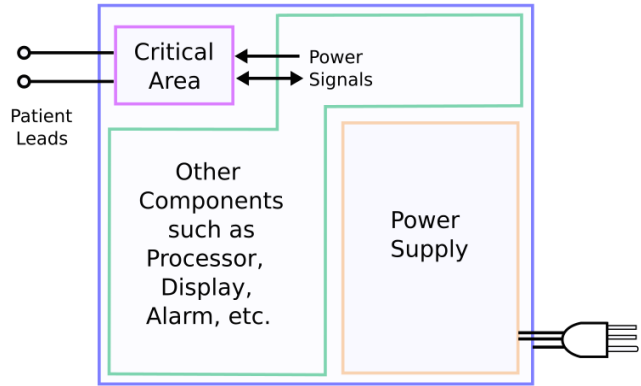 Critical
Area
Power
Signals
Patient
Leads
Other
Components
such as
Processor,
Display,
Alarm, etc.
Power
Supply